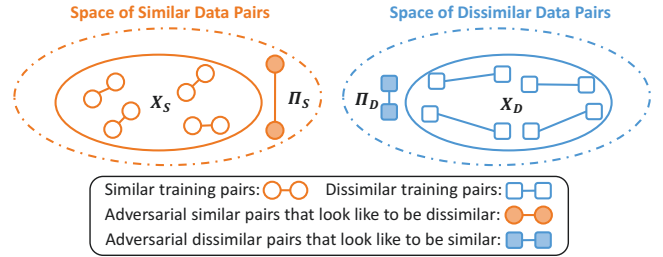 Space of Similar Data Pairs
Space of Dissimilar Data Pairs
X_S
Π_S
Π_D
X_D
Similar training pairs:
Dissimilar training pairs:
Adversarial similar pairs that look like to be dissimilar:
Adversarial dissimilar pairs that look like to be similar: